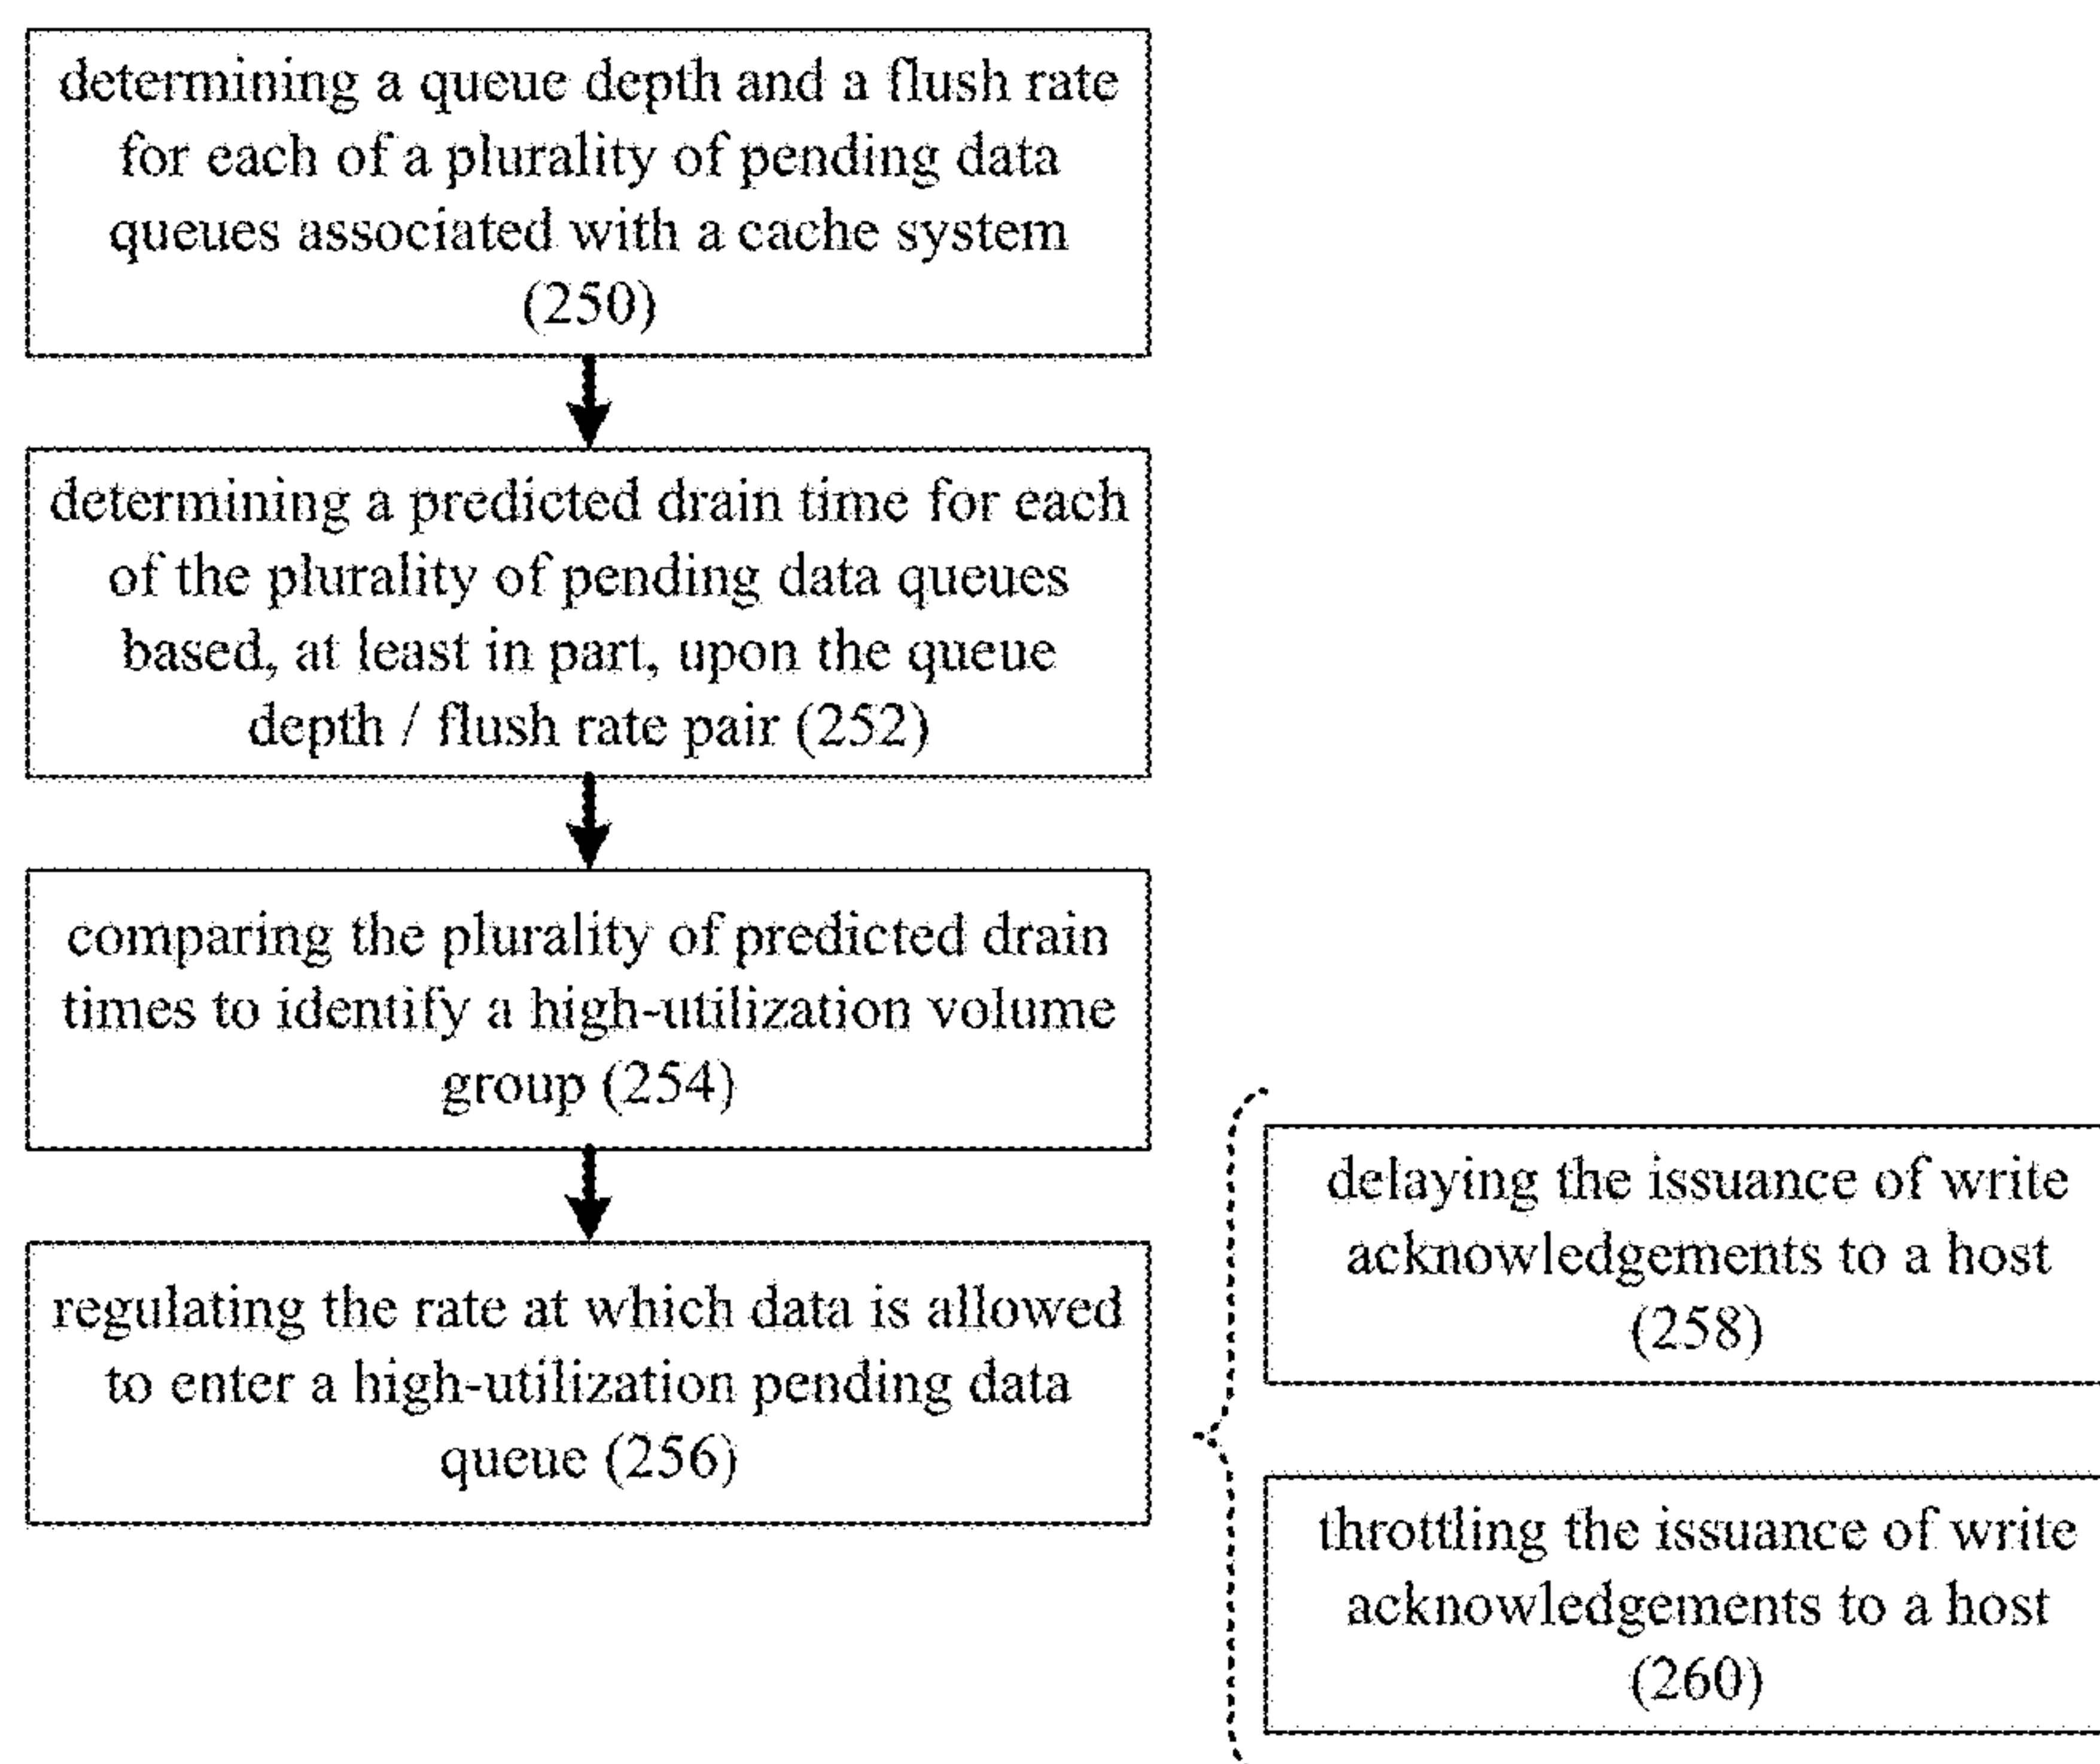 determining a queue depth and a flush rate
for each of a plurality of pending data
queues associated with a cache system
(250)
determining a predicted drain time for each
of the plurality of pending data queues
based, at least in part, upon the queue
depth / flush rate pair (252)
comparing the plurality of predicted drain
times to identify a high-utilization volume
group (254)
regulating the rate at which data is allowed
to enter a high-utilization pending data
queue (256)
delaying the issuance of write
acknowledgements to a host
(258)
throttling the issuance of write
acknowledgements to a host
(260)